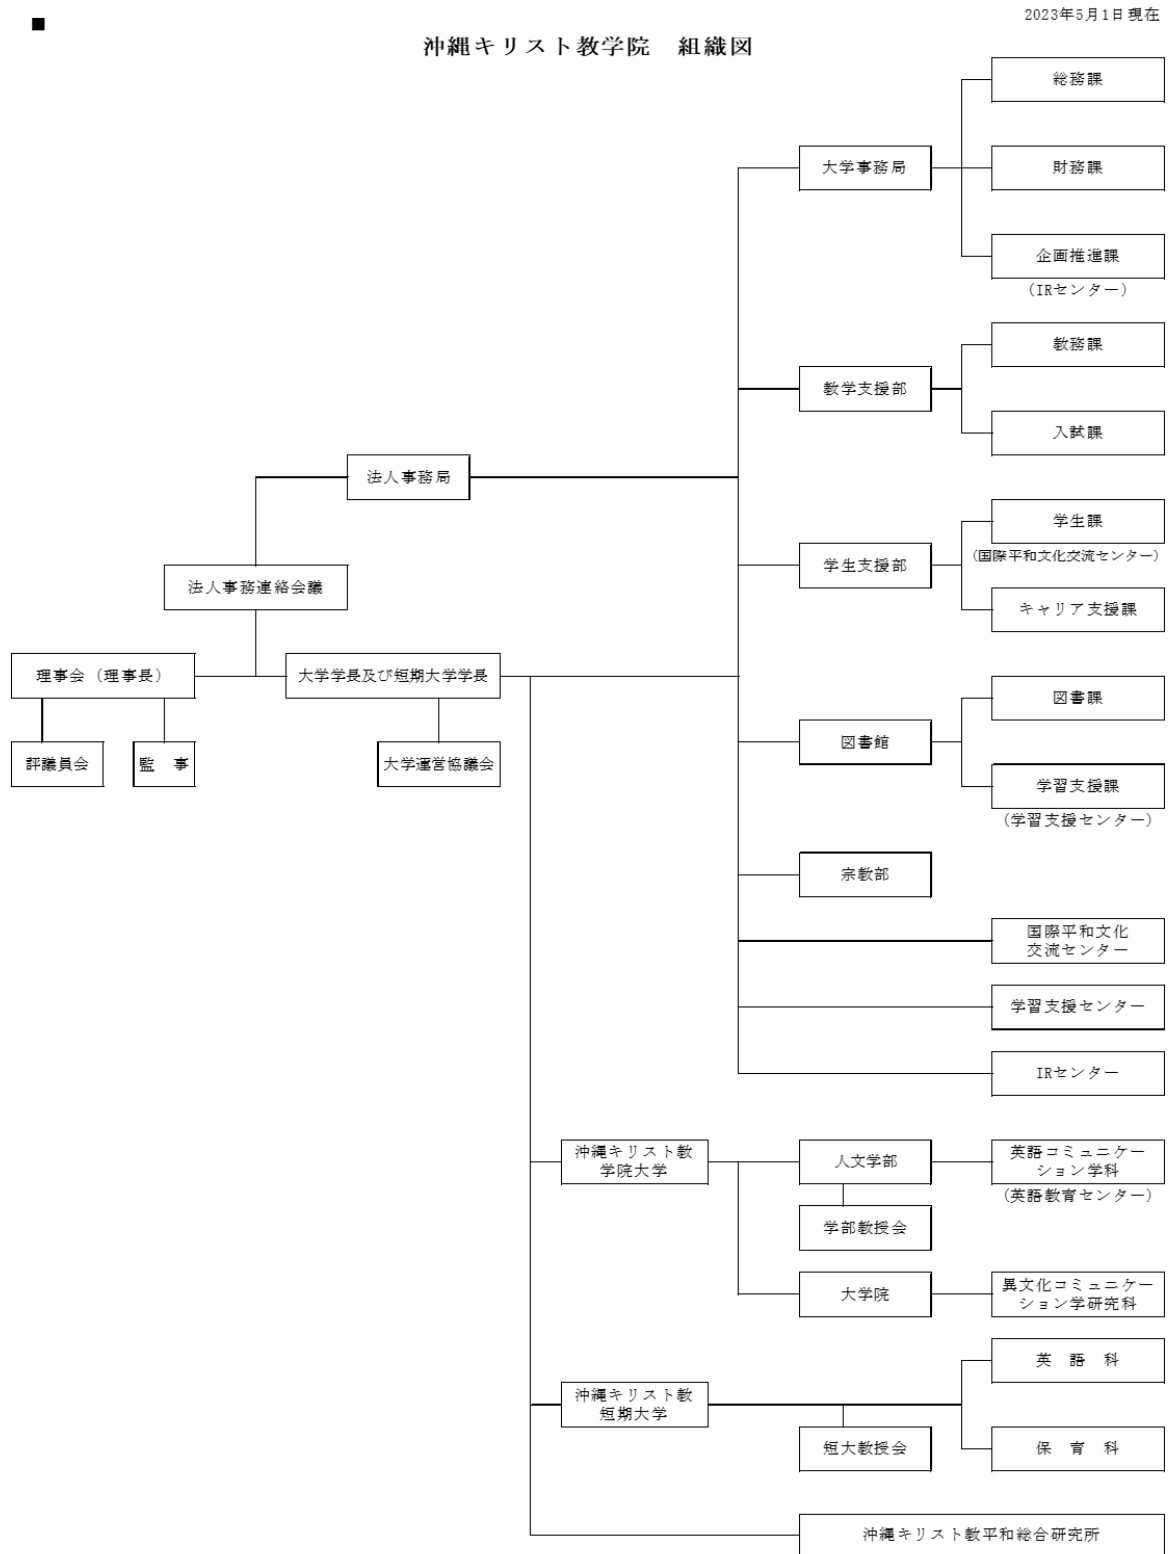 2023年5月1日現在
■
沖縄キリスト教学院　組織図
総務課
大学事務局
財務課
企画推進課
（IRセンター）
教務課
教学支援部
入試課
法人事務局
学生課
（国際平和文化交流センター）
学生支援部
法人事務連絡会議
キャリア支援課
理事会（理事長）
大学学長及び短期大学学長
図書課
図書館
評議員会
監　事
大学運営協議会
学習支援課
（学習支援センター）
宗教部
国際平和文化
交流センター
学習支援センター
IRセンター
沖縄キリスト教
学院大学
人文学部
英語コミュニケー
ション学科
（英語教育センター）
学部教授会
大学院
異文化コミュニケー
ション学研究科
英　語　科
沖縄キリスト教
短期大学
短大教授会
保　育　科
沖縄キリスト教平和総合研究所